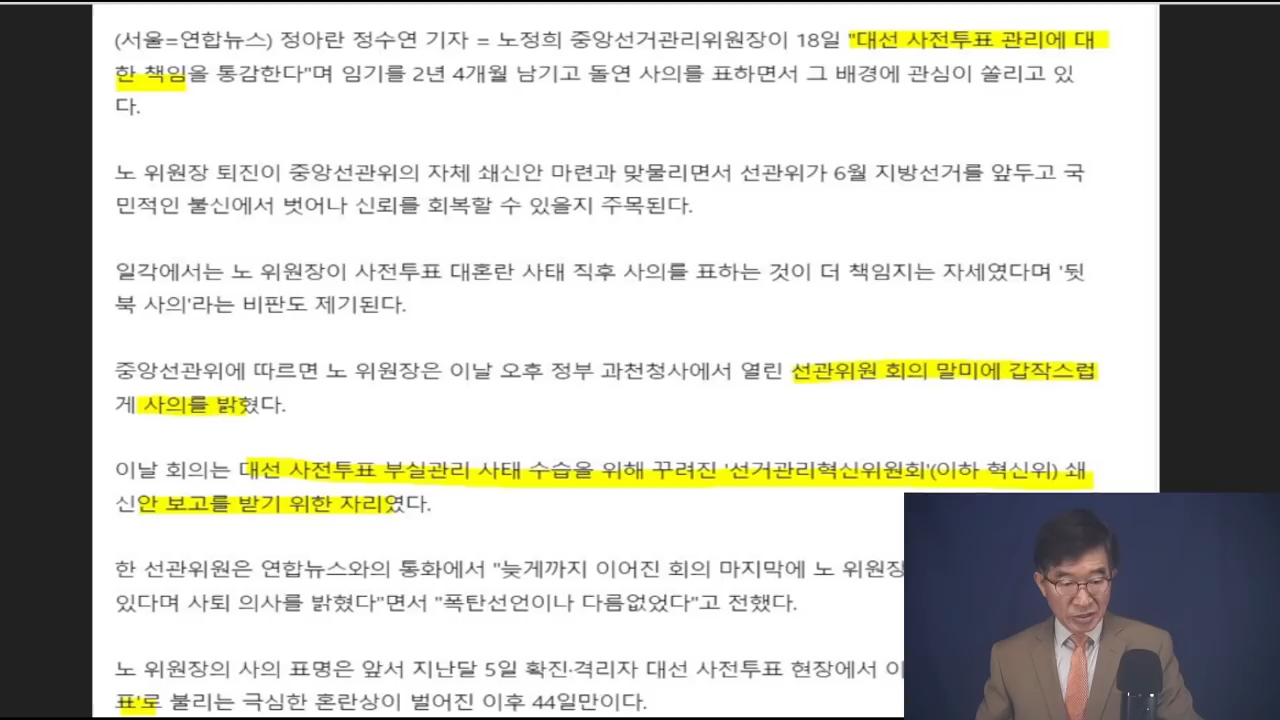 (서울=연합뉴스) 정아란 정수연 기자 = 노정희 중앙선거관리위원장이 18일 "대선 사전투표 관리에 대
한 책임을 통감한다"며 임기를 2년 4개월 남기고 돌연 사의를 표하면서 그 배경에 관심이 쏠리고 있
다.
노 위원장 퇴진이 중앙선관위의 자체 쇄신안 마련과 맞물리면서 선관위가 6월 지방선거를 앞두고 국
민적인 불신에서 벗어나 신뢰를 회복할 수 있을지 주목된다.
일각에서는 노 위원장이 사전투표 대혼란 사태 직후 사의를 표하는 것이 더 책임지는 자세였다며 '뒷
북 사의'라는 비판도 제기된다.
중앙선관위에 따르면 노 위원장은 이날 오후 정부 과천청사에서 열린 선관위원 회의 말미에 갑작스럽
게 사의를 밝혔다.
이날 회의는 대선 사전투표 부실관리 사태 수습을 위해 꾸려진 '선거관리혁신위원회'(이하 혁신위) 쇄
신안 보고를 받기 위한 자리였다.
한 선관위원은 연합뉴스와의 통화에서 "늦게까지 이어진 회의 마지막에 노 위원장
있다며 사퇴 의사를 밝혔다"면서 "폭탄선언이나 다름없었다"고 전했다.
노 위원장의 사의 표명은 앞서 지난달 5일 확진·격리자 대선 사전투표 현장에서 이
표'로 불리는 극심한 혼란상이 벌어진 이후 44일만이다.